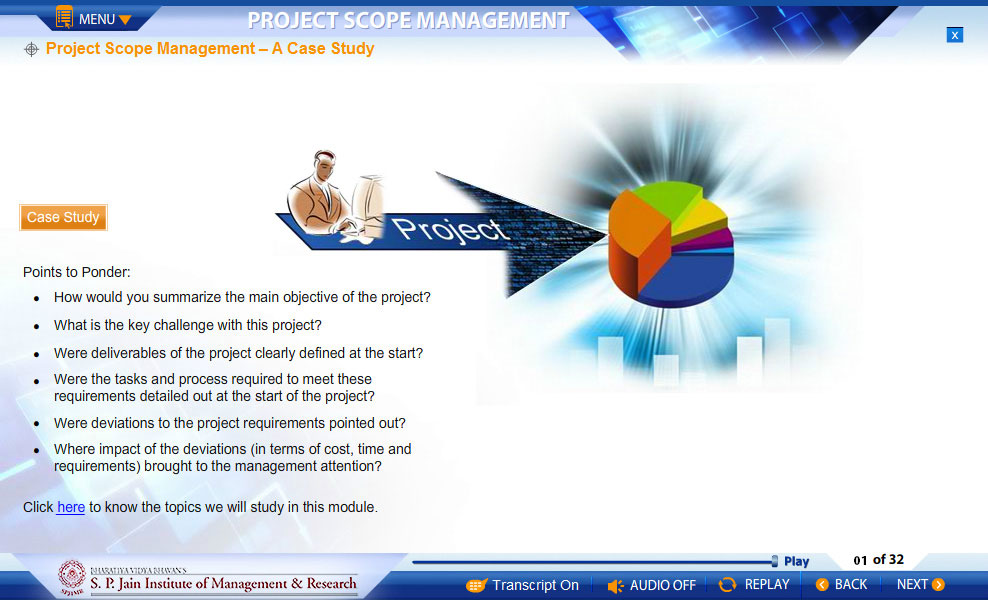 MENU
PROJECT SCOPE MANAGEMENT
x
Project Scope Management – A Case Study
Project
Case Study
Points to Ponder:
• How would you summarize the main objective of the project?
• What is the key challenge with this project?
• Were deliverables of the project clearly defined at the start?
• Were the tasks and process required to meet these
requirements detailed out at the start of the project?
• Were deviations to the project requirements pointed out?
• Where impact of the deviations (in terms of cost, time and
requirements) brought to the management attention?
Click here to know the topics we will study in this module.
BHARATIYA VIDYA BHAVAN'S
S. P. Jain Institute of Management & Research
SPJIMR
Play
01 of 32
Transcript On
AUDIO OFF
REPLAY
BACK
NEXT